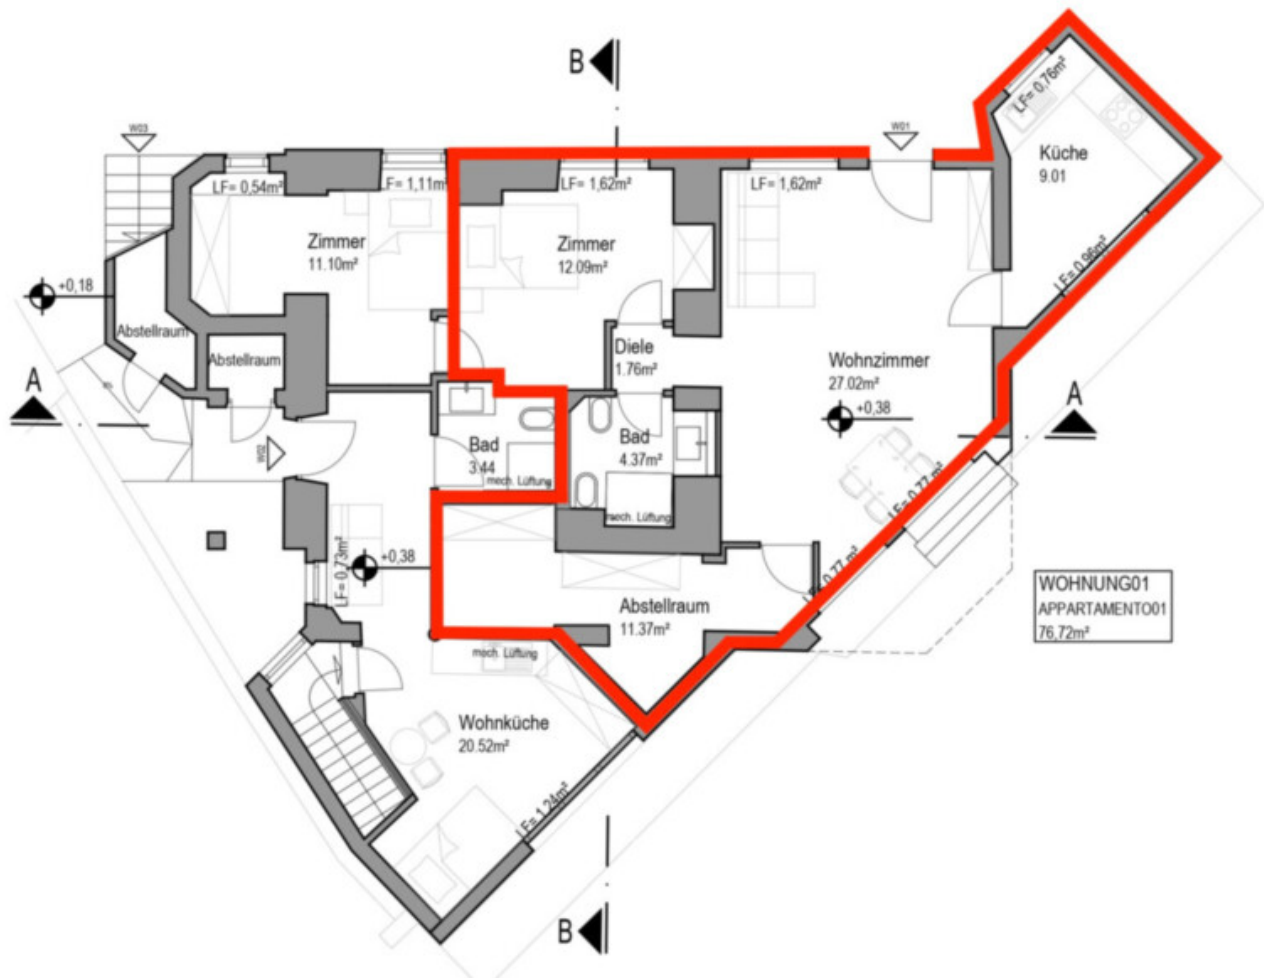 B
W03
W01
LF= 0,76m²
Küche
9.01
LF= 0,54m²
LF= 1,11m
LF= 1,62m²
LF= 1,62m²
Zimmer
11.10m²
Zimmer
12.09m²
LF= 0,96m²
+0,18
Abstellraum
Abstellraum
Diele
1.76m²
Wohnzimmer
27.02m²
+0,38
A
A
W02
Bad
3.44
mech. Lüftung
Bad
4.37m²
mech. Lüftung
LF= 0,77 m²
LF= 0,77 m²
LF= 0,73m²
+0,38
Abstellraum
11.37m²
WOHNUNG01
APPARTAMENTO01
76,72m²
mech. Lüftung
Wohnküche
20.52m²
LF= 1,24m²
B